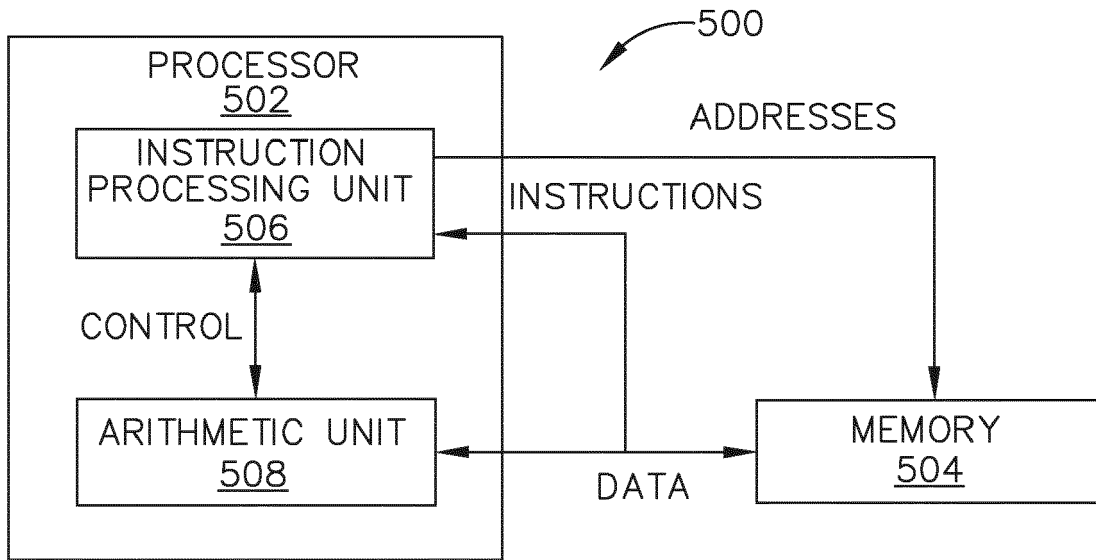 500
PROCESSOR
502
ADDRESSES
INSTRUCTION
PROCESSING UNIT
506
INSTRUCTIONS
CONTROL
ARITHMETIC UNIT
508
DATA
MEMORY
504